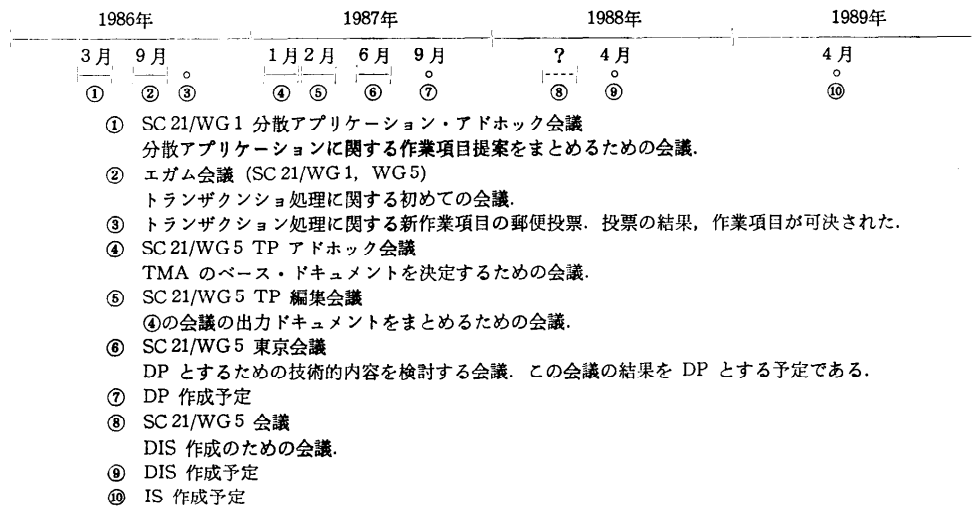 1986年 1987年 1988年 1989年
3月 9月 1月 2月 6月 9月 ? 4月 4月
① ② ③ ④ ⑤ ⑥ ⑦ ⑧ ⑨ ⑩
① SC 21/WG 1 分散アプリケーション・アドホック会議
分散アプリケーションに関する作業項目提案をまとめるための会議.
② エガム会議 (SC 21/WG 1, WG 5)
トランザクンショ処理に関する初めての会議.
③ トランザクション処理に関する新作業項目の郵便投票. 投票の結果, 作業項目が可決された.
④ SC 21/WG 5 TP アドホック会議
TMA のベース・ドキュメントを決定するための会議.
⑤ SC 21/WG 5 TP 編集会議
④の会議の出力ドキュメントをまとめるための会議.
⑥ SC 21/WG 5 東京会議
DP とするための技術的内容を検討する会議. この会議の結果を DP とする予定である.
⑦ DP 作成予定
⑧ SC 21/WG 5 会議
DIS 作成のための会議.
⑨ DIS 作成予定
⑩ IS 作成予定